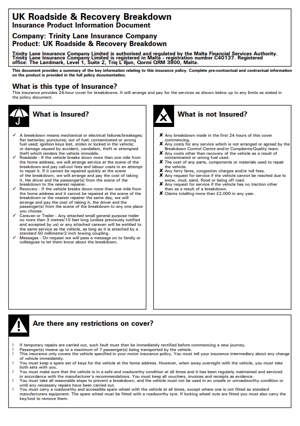 UK Roadside & Recovery Breakdown
Insurance Product Information Document
Company: Trinity Lane Insurance Company
Product: UK Roadside & Recovery Breakdown
Trinity Lane Insurance Company Limited is authorised and regulated by the Malta Financial Services Authority.
Trinity Lane Insurance Company Limited is registered in Malta - registration number C40137. Registered
office: The Landmark, Level 1, Suite 2, Triq L-Iljun, Qormi QRM 3800, Malta.
This document provides a summary of the key information relating to this insurance policy. Complete pre-contractual and contractual information
on the product is provided in the full policy documentation.
What is this type of Insurance?
This insurance provides 24-hour cover for breakdowns. It will arrange and pay for the services as shown below up to any limits as stated in
the policy document.
What is Insured?
✓ A breakdown means mechanical or electrical failure/breakages;
flat batteries; punctures; out of fuel; contaminated or wrong
fuel used; ignition keys lost, stolen or locked in the vehicle;
or damage caused by accident, vandalism, theft or attempted
theft which renders the vehicle immobile.
✓ Roadside - If the vehicle breaks down more than one mile from
the home address, we will arrange service at the scene of the
breakdown and pay callout fees and labour costs in an attempt
to repair it. If it cannot be repaired quickly at the scene
of the breakdown, we will arrange and pay the cost of taking
it, the driver and the passenger(s) from the scene of the
breakdown to the nearest repairer.
✓ Recovery - If the vehicle breaks down more than one mile from
the home address and it cannot be repaired at the scene of the
breakdown or the nearest repairer the same day, we will
arrange and pay the cost of taking it, the driver and the
passenger(s) from the scene of the breakdown to any one place
you choose.
✓ Caravan or Trailer - Any attached small general purpose trailer
no more than 3 metres/10 feet long (unless previously notified
and accepted by us) or any attached caravan will be entitled to
the same service as the vehicle, as long as it is attached by a
standard 50 millimetre/2 inch towing coupling.
✓ Messages - On request we will pass a message on to family or
colleagues to let them know about the breakdown.
What is not Insured?
✗ Any breakdown made in the first 24 hours of this cover
commencing.
✗ Any costs for any service which is not arranged or agreed by the
Breakdown Control Centre and/or Complaints/Quality team.
✗ Any costs other than recovery of the vehicle as a result of
contaminated or wrong fuel used.
✗ The cost of any parts, components or materials used to repair
the vehicle.
✗ Any ferry fares, congestion charges and/or toll fees.
✗ Any request for service if the vehicle cannot be reached due to
snow, mud, sand, flood or being off road.
✗ Any request for service if the vehicle has no traction other
than as a result of a breakdown.
✗ Claims totalling more than £2,000 in any year.
Are there any restrictions on cover?
! If temporary repairs are carried out, such fault must then be immediately rectified before commencing a new journey.
! Passenger(s) means up to a maximum of 7 passenger(s) being transported by the vehicle.
! This insurance only covers the vehicle specified in your motor insurance policy. You must tell your insurance intermediary about any change
of vehicle immediately.
! You must keep a spare set of keys for the vehicle at the home address. However, when away overnight with the vehicle, you must take
both sets with you.
! You must make sure that the vehicle is in a safe and roadworthy condition at all times and it has been regularly maintained and serviced
in accordance with the manufacturer's recommendations. You must keep all vouchers, invoices and receipts as evidence.
! You must take all reasonable steps to prevent a breakdown, and the vehicle must not be used in an unsafe or unroadworthy condition or
until any necessary repairs have been carried out.
! You must carry a roadworthy and accessible spare wheel with the vehicle at all times, except where one is not fitted as standard
manufacturers equipment. The spare wheel must be fitted with a roadworthy tyre. If locking wheel nuts are fitted you must also carry the
key/tool to remove them.